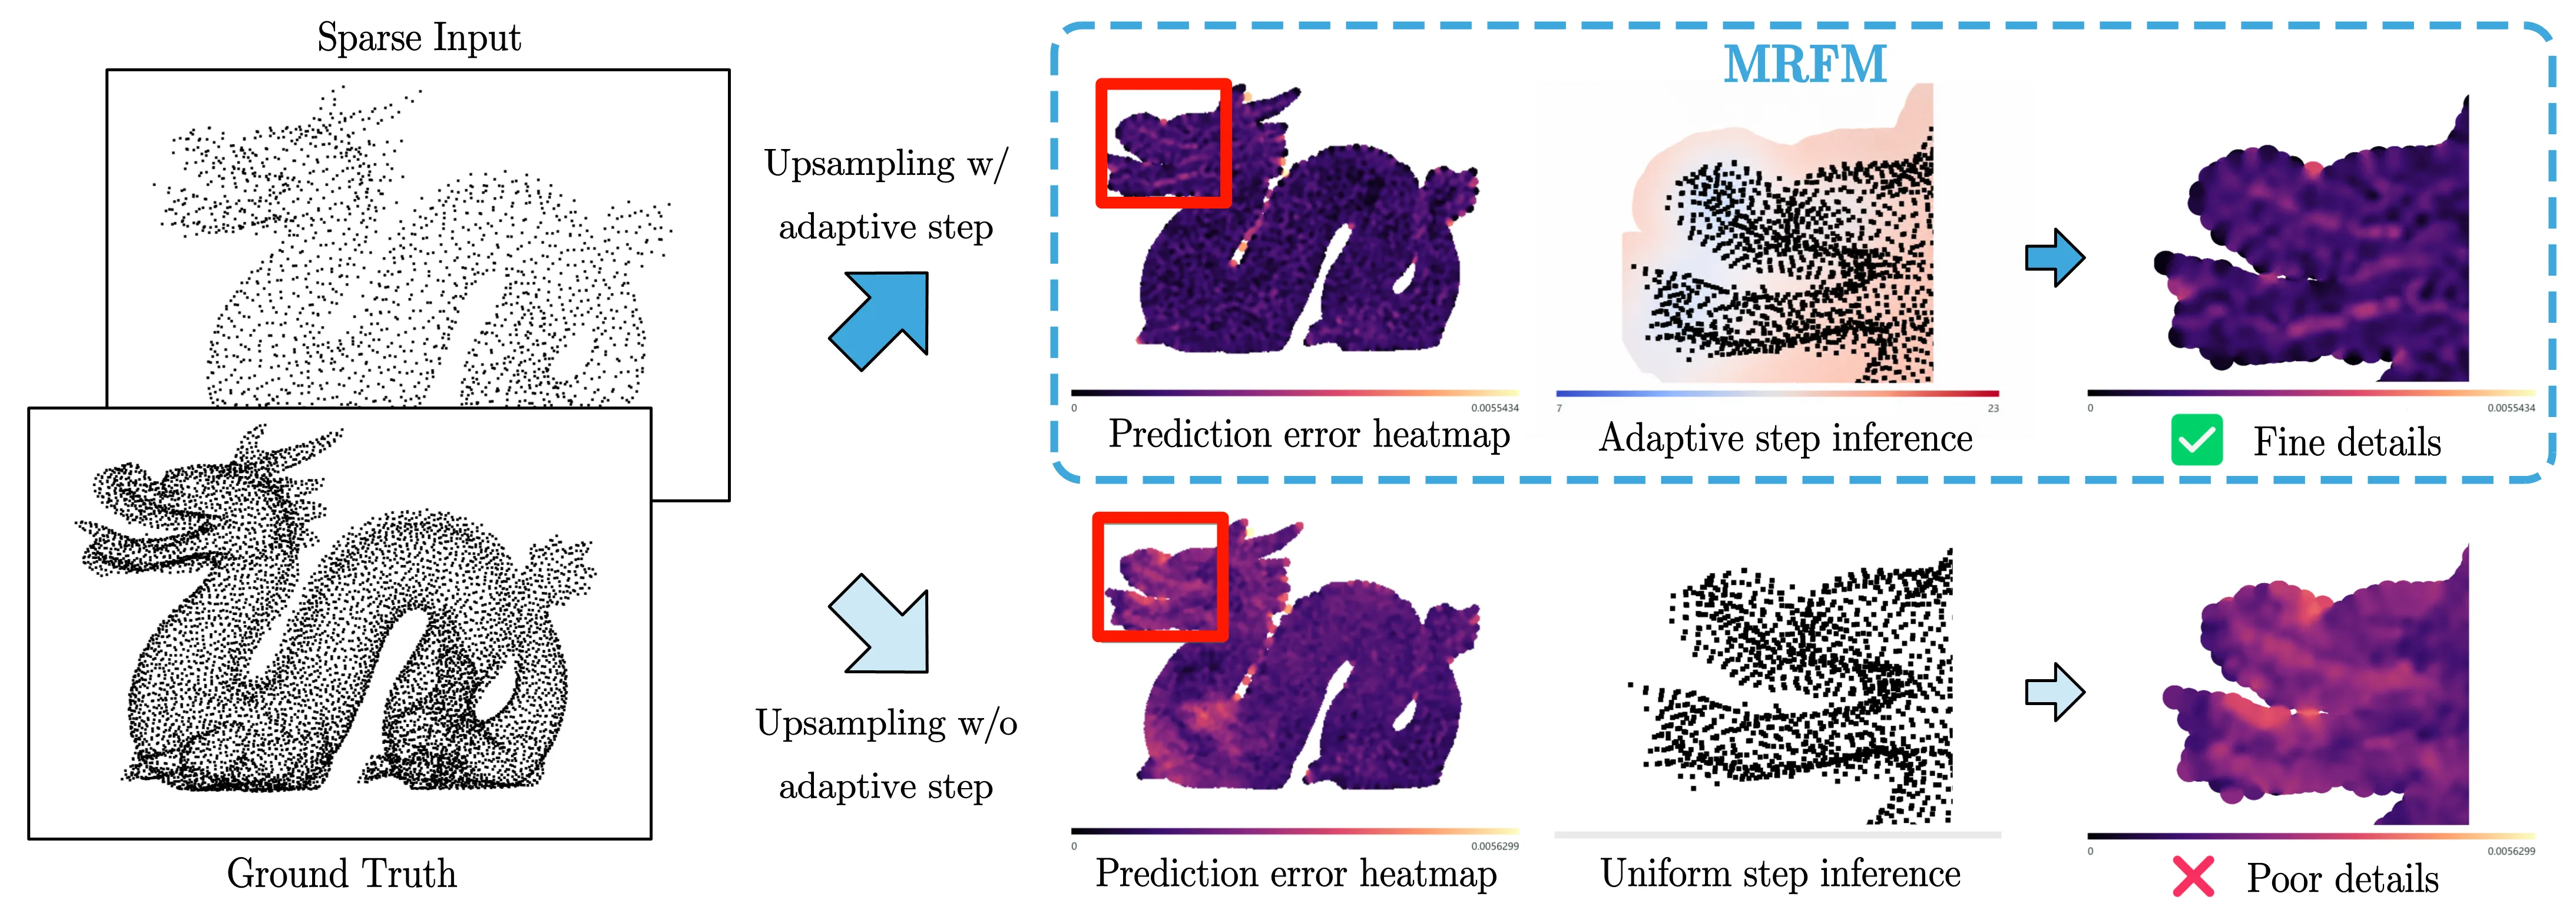 Sparse Input
Ground Truth
Upsampling w/
adaptive step
Upsampling w/o
adaptive step
MRFM
0
0.0055434
Prediction error heatmap
7
23
Adaptive step inference
0
0.0055434
Fine details
0
0.0056299
Prediction error heatmap
Uniform step inference
0
0.0056299
Poor details